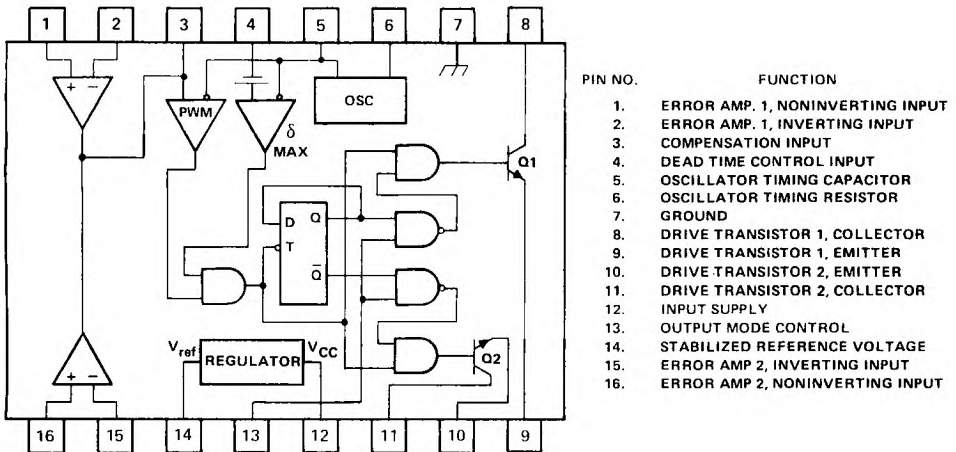 1 2 3 4 5 6 7 8
+ − PWM δ MAX OSC
Q1
D Q
T
Q̄
Vref REGULATOR VCC
Q2
+ −
16 15 14 13 12 11 10 9
PIN NO. FUNCTION
1. ERROR AMP. 1, NONINVERTING INPUT
2. ERROR AMP. 1, INVERTING INPUT
3. COMPENSATION INPUT
4. DEAD TIME CONTROL INPUT
5. OSCILLATOR TIMING CAPACITOR
6. OSCILLATOR TIMING RESISTOR
7. GROUND
8. DRIVE TRANSISTOR 1, COLLECTOR
9. DRIVE TRANSISTOR 1, EMITTER
10. DRIVE TRANSISTOR 2, EMITTER
11. DRIVE TRANSISTOR 2, COLLECTOR
12. INPUT SUPPLY
13. OUTPUT MODE CONTROL
14. STABILIZED REFERENCE VOLTAGE
15. ERROR AMP 2, INVERTING INPUT
16. ERROR AMP 2, NONINVERTING INPUT